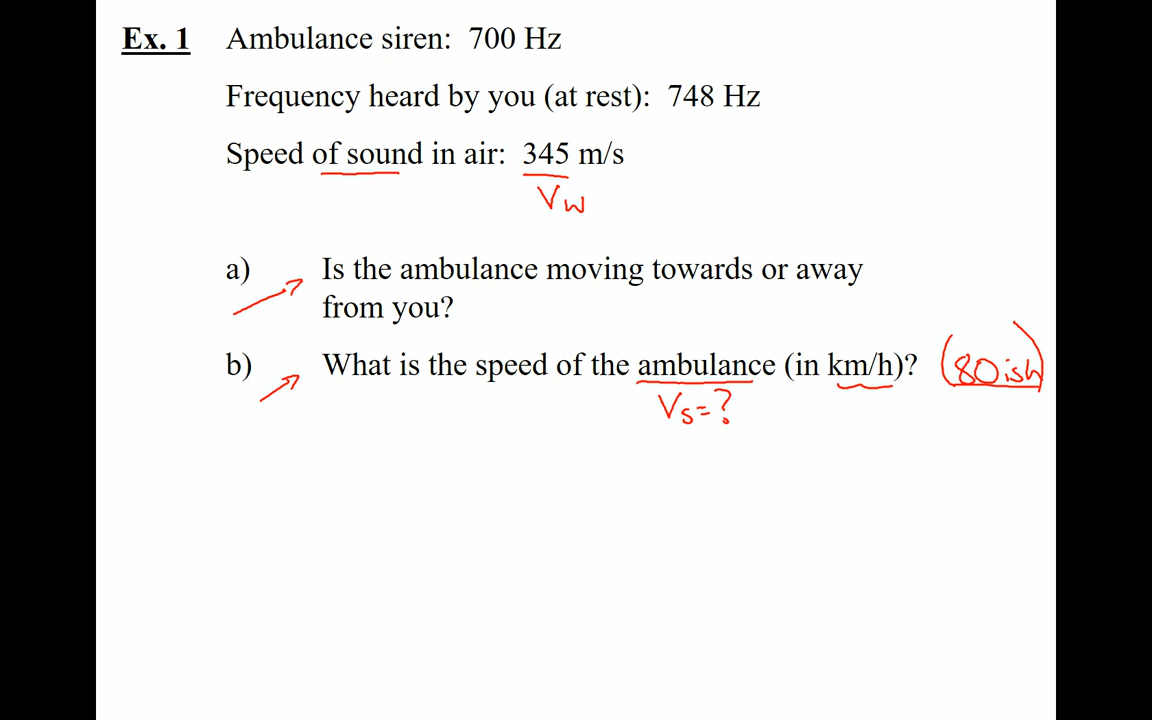 Ex. 1 Ambulance siren: 700 Hz
Frequency heard by you (at rest): 748 Hz
Speed of sound in air: 345 m/s
Vw
a) Is the ambulance moving towards or away
from you?
b) What is the speed of the ambulance (in km/h)? (80ish)
Vs=?